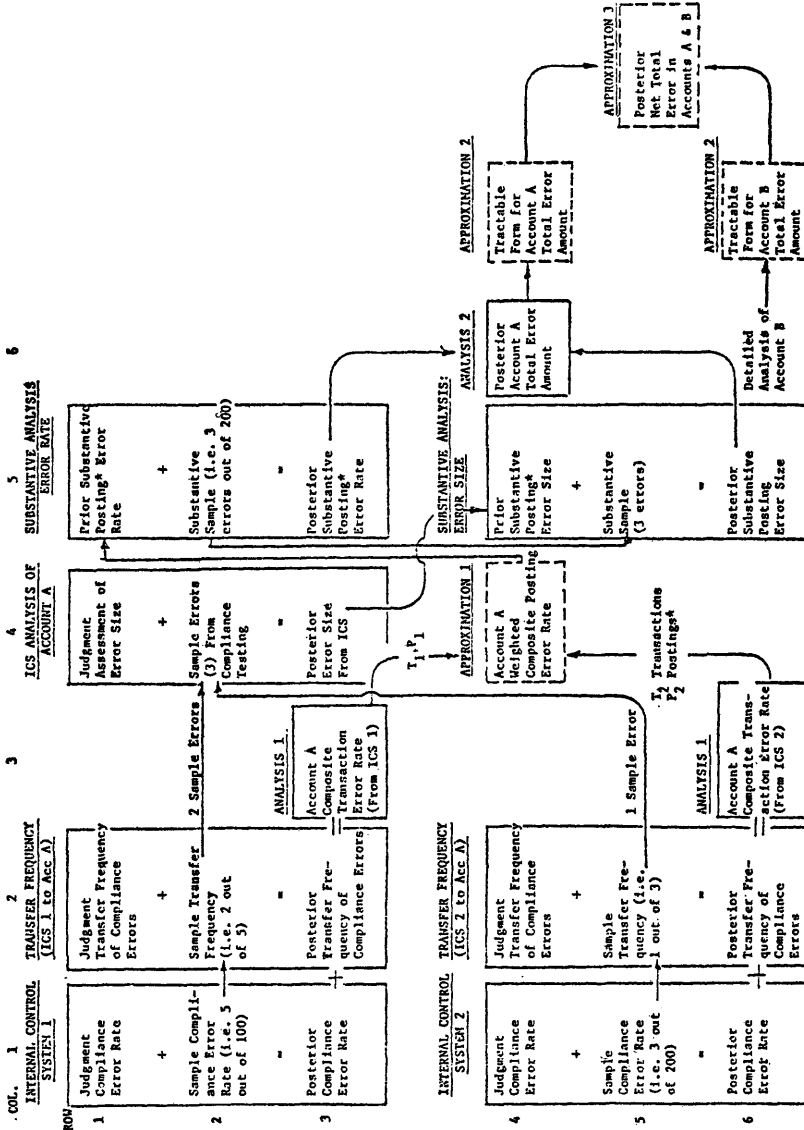 COL. 1
2
3
4
5
6
ROW
INTERNAL CONTROL
SYSTEM 1
1
Judgment
Compliance
Error Rate
+
2
Sample Compli-
ance Error
Rate (i.e. 5
out of 100)
=
3
Posterior
Compliance
Error Rate
TRANSFER FREQUENCY
(ICS 1 to Acc A)
Judgment
Transfer Frequency
of Compliance
Errors
+
Sample Transfer
Frequency
(i.e. 2 out
of 5)
=
Posterior
Transfer Fre-
quency of
Compliance Errors
2 Sample Errors
ANALYSIS 1
Account A
Composite
Transaction
Error Rate
(From ICS 1)
ICS ANALYSIS OF
ACCOUNT A
Judgment
Assessment of
Error Size
+
Sample Errors
(3) From
Compliance
Testing
=
Posterior
Error Size
From ICS
T1,P1
SUBSTANTIVE ANALYSIS
ERROR RATE
Prior Substantive
Posting* Error
Rate
+
Substantive
Sample (i.e. 3
errors out of 200)
=
Posterior
Substantive
Posting*
Error Rate
INTERNAL CONTROL
SYSTEM 2
4
Judgment
Compliance
Error Rate
+
5
Sample
Compliance
Error Rate
(i.e. 3 out
of 200)
=
6
Posterior
Compliance
Error Rate
TRANSFER FREQUENCY
(ICS 2 to Acc A)
Judgment
Transfer Frequency
of Compliance
Errors
+
Sample
Transfer Fre-
quency (i.e.
1 out of 3)
=
Posterior
Transfer Fre-
quency of
Compliance
Errors
1 Sample Error
ANALYSIS 1
Account A
Composite Trans-
action Error Rate
(From ICS 2)
T2 Transactions
P2 Postings*
APPROXIMATION 1
Account A
Weighted
Composite Posting
Error Rate
SUBSTANTIVE ANALYSIS:
ERROR SIZE
Prior
Substantive
Posting*
Error Size
+
Substantive
Sample
(3 errors)
=
Posterior
Substantive
Posting
Error Size
ANALYSIS 2
Posterior
Account A
Total Error
Amount
Detailed
Analysis of
Account B
APPROXIMATION 2
Tractable
Form for
Account A
Total Error
Amount
APPROXIMATION 2
Tractable
Form for
Account B
Total Error
Amount
APPROXIMATION 3
Posterior
Net Total
Error in
Accounts A & B